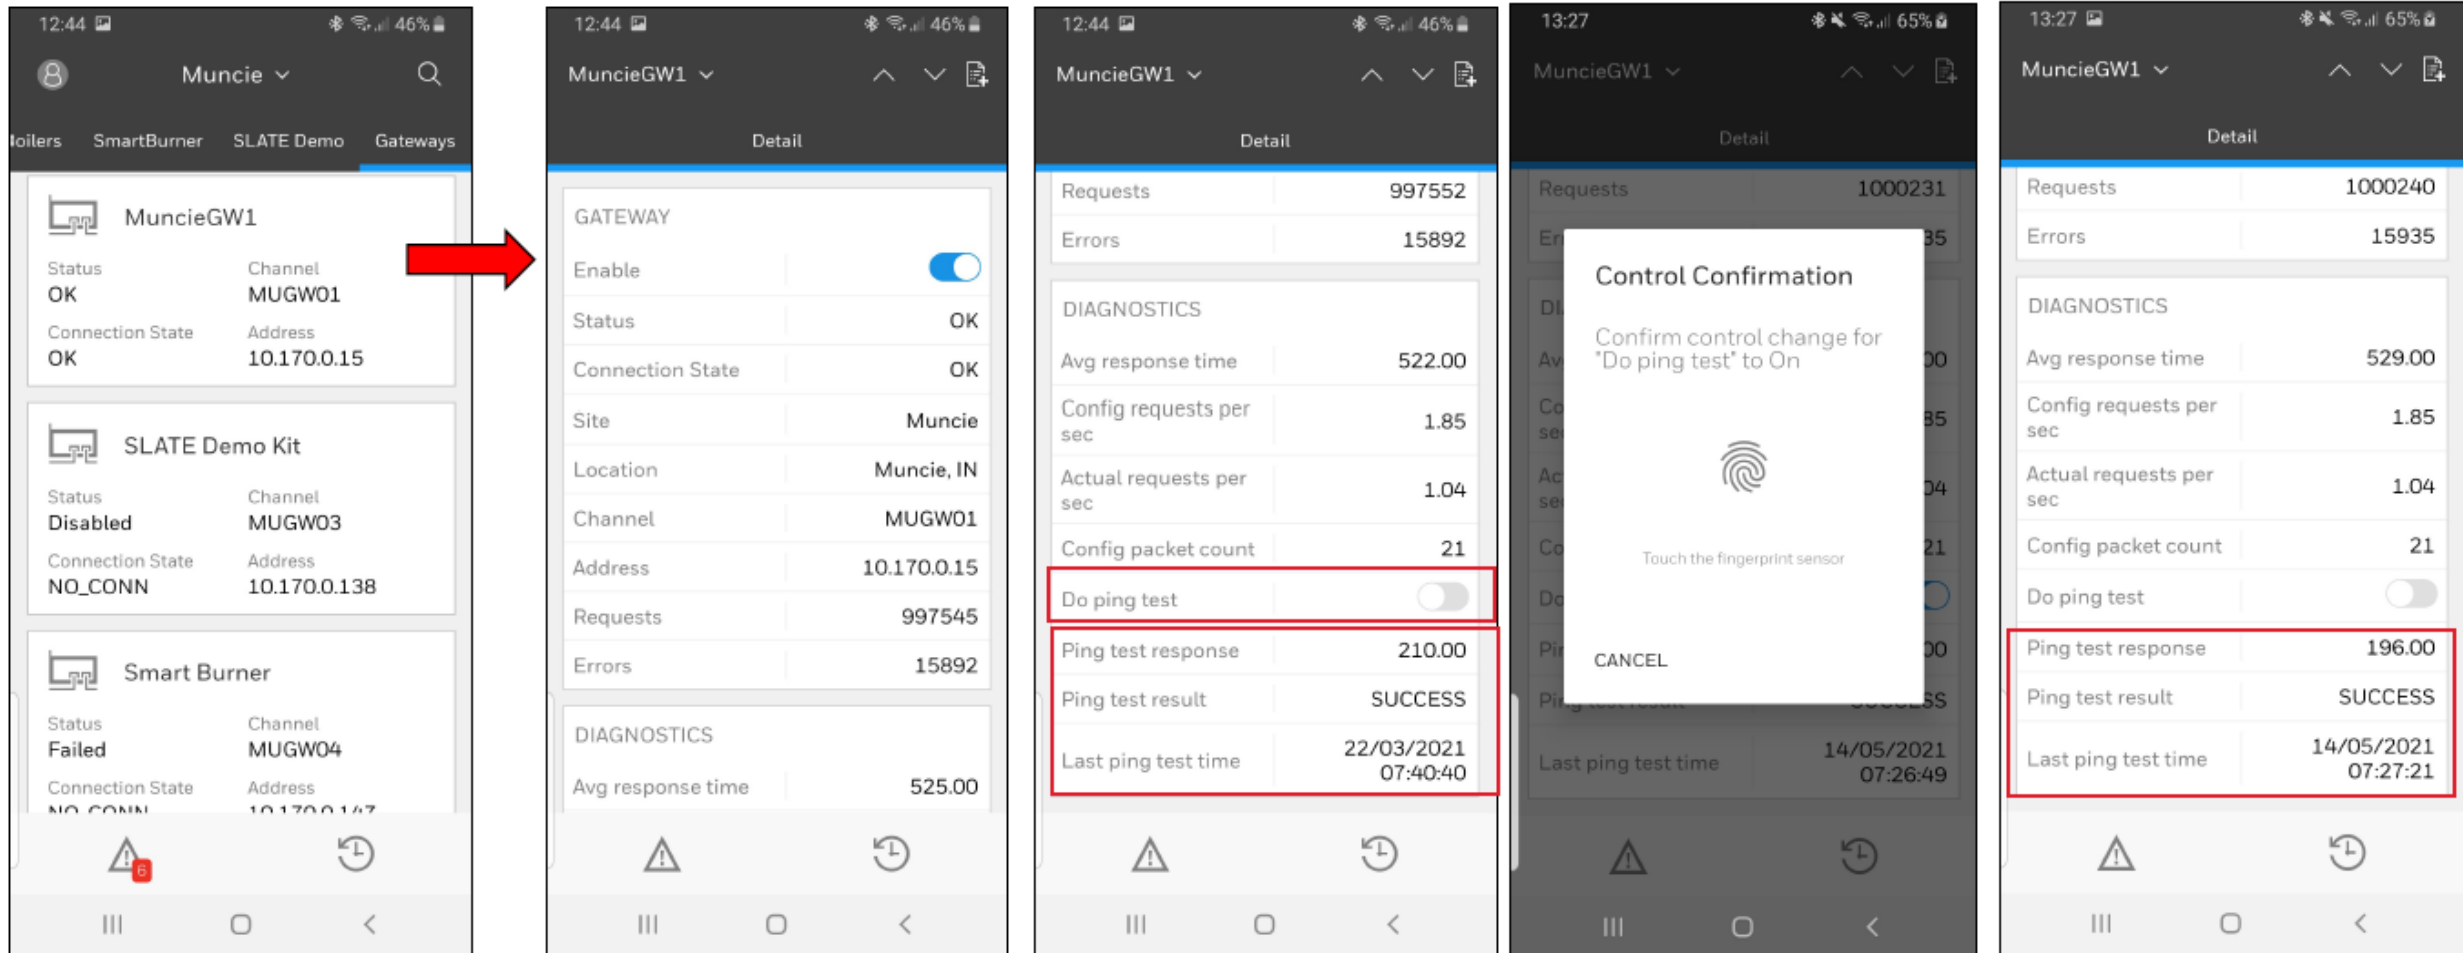 12:44
46%
Muncie
Boilers SmartBurner SLATE Demo Gateways
MuncieGW1
Status Channel
OK MUGW01
Connection State Address
OK 10.170.0.15
SLATE Demo Kit
Status Channel
Disabled MUGW03
Connection State Address
NO_CONN 10.170.0.138
Smart Burner
Status Channel
Failed MUGW04
Connection State Address
NO_CONN 10.170.0.147
6
12:44 46%
MuncieGW1
Detail
GATEWAY
Enable
Status OK
Connection State OK
Site Muncie
Location Muncie, IN
Channel MUGW01
Address 10.170.0.15
Requests 997545
Errors 15892
DIAGNOSTICS
Avg response time 525.00
12:44 46%
MuncieGW1
Detail
Requests 997552
Errors 15892
DIAGNOSTICS
Avg response time 522.00
Config requests per
sec 1.85
Actual requests per
sec 1.04
Config packet count 21
Do ping test
Ping test response 210.00
Ping test result SUCCESS
Last ping test time 22/03/2021
07:40:40
13:27 65%
MuncieGW1
Detail
Requests 1000231
Control Confirmation
Confirm control change for
"Do ping test" to On
Touch the fingerprint sensor
CANCEL
Last ping test time 14/05/2021
07:26:49
13:27 65%
MuncieGW1
Detail
Requests 1000240
Errors 15935
DIAGNOSTICS
Avg response time 529.00
Config requests per
sec 1.85
Actual requests per
sec 1.04
Config packet count 21
Do ping test
Ping test response 196.00
Ping test result SUCCESS
Last ping test time 14/05/2021
07:27:21